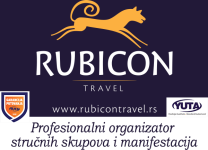 RUBICON
TRAVEL
www.rubicontravel.rs
YUTA
Profesionalni organizator
stručnih skupova i manifestacija